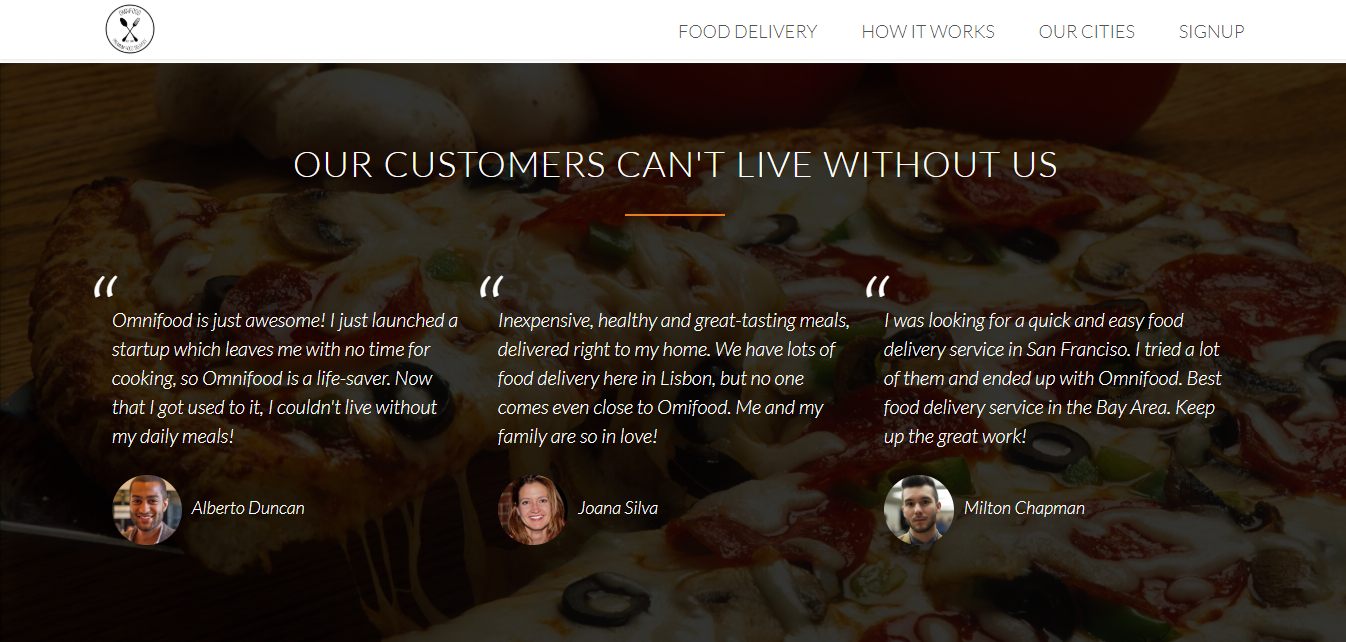 OMNIFOOD
FOOD DELIVERY
HOW IT WORKS
OUR CITIES
SIGNUP
OUR CUSTOMERS CAN'T LIVE WITHOUT US
“
Omnifood is just awesome! I just launched a
startup which leaves me with no time for
cooking, so Omnifood is a life-saver. Now
that I got used to it, I couldn't live without
my daily meals!
Alberto Duncan
“
Inexpensive, healthy and great-tasting meals,
delivered right to my home. We have lots of
food delivery here in Lisbon, but no one
comes even close to Omifood. Me and my
family are so in love!
Joana Silva
“
I was looking for a quick and easy food
delivery service in San Franciso. I tried a lot
of them and ended up with Omnifood. Best
food delivery service in the Bay Area. Keep
up the great work!
Milton Chapman